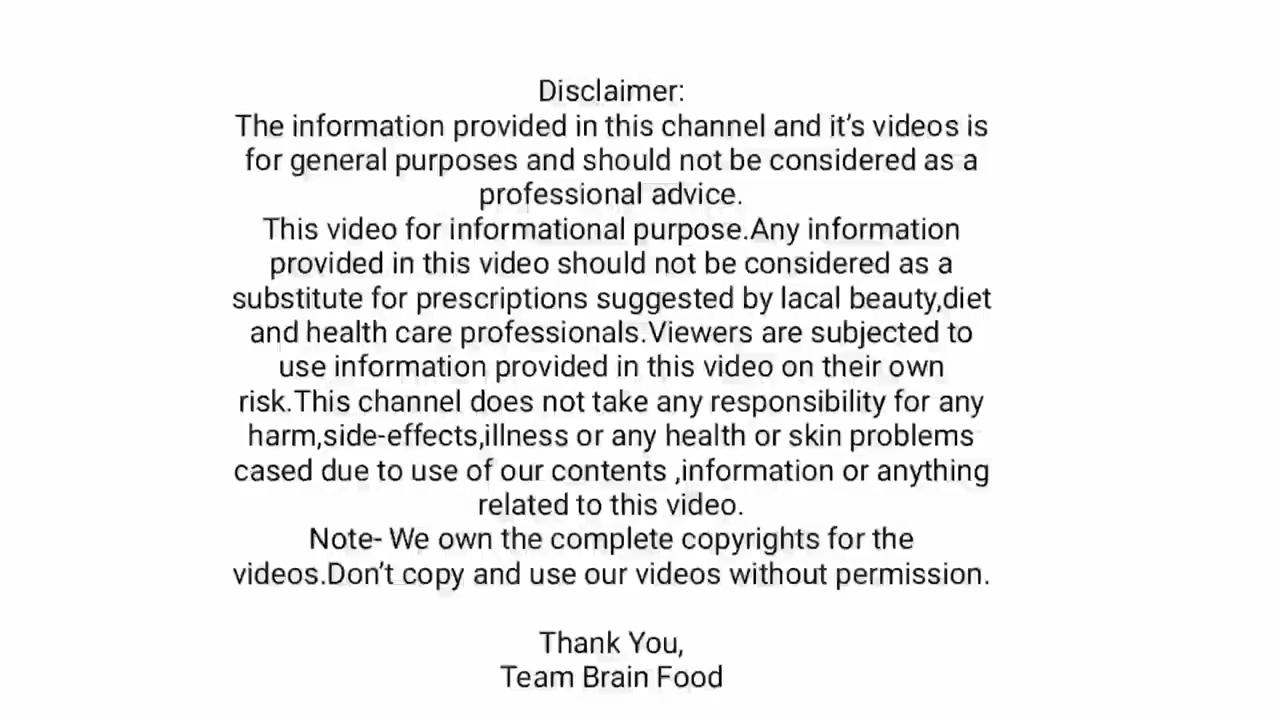 Disclaimer:
The information provided in this channel and it’s videos is
for general purposes and should not be considered as a
professional advice.
This video for informational purpose.Any information
provided in this video should not be considered as a
substitute for prescriptions suggested by lacal beauty,diet
and health care professionals.Viewers are subjected to
use information provided in this video on their own
risk.This channel does not take any responsibility for any
harm,side-effects,illness or any health or skin problems
cased due to use of our contents ,information or anything
related to this video.
Note- We own the complete copyrights for the
videos.Don’t copy and use our videos without permission.
Thank You,
Team Brain Food